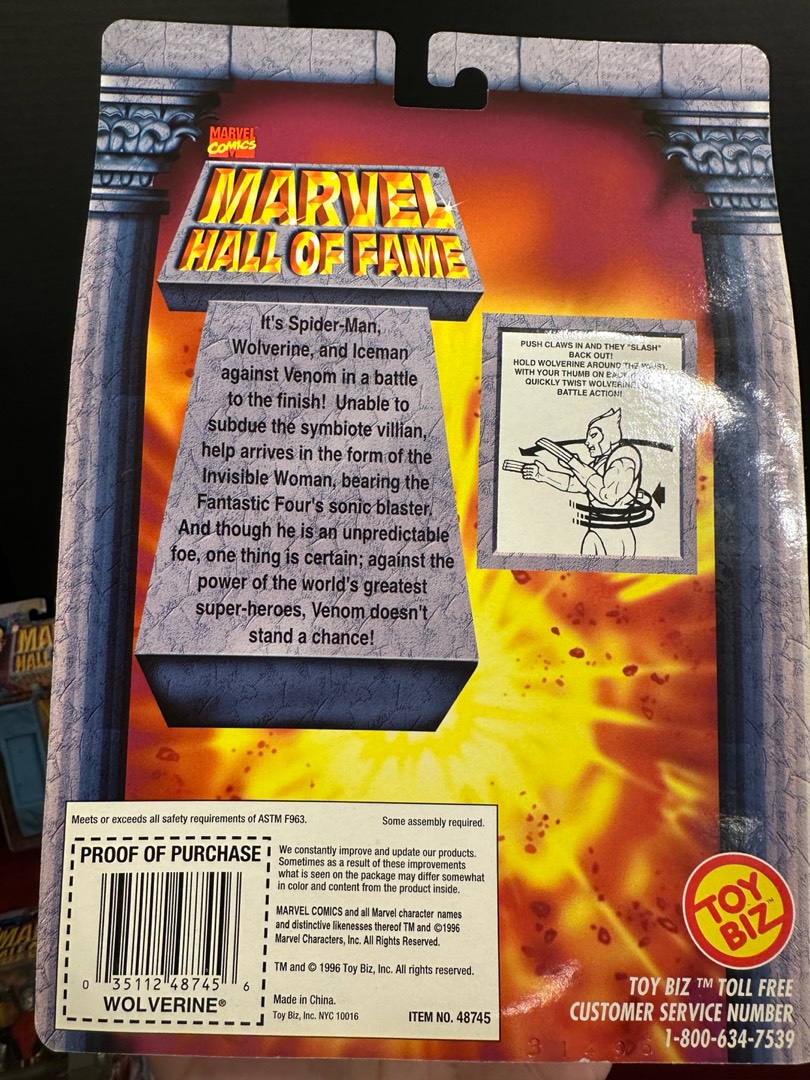 MARVEL
COMICS
MARVEL®
HALL OF FAME
It's Spider-Man,
Wolverine, and Iceman
against Venom in a battle
to the finish! Unable to
subdue the symbiote villian,
help arrives in the form of the
Invisible Woman, bearing the
Fantastic Four's sonic blaster.
And though he is an unpredictable
foe, one thing is certain; against the
power of the world's greatest
super-heroes, Venom doesn't
stand a chance!
PUSH CLAWS IN AND THEY "SLASH"
BACK OUT!
HOLD WOLVERINE AROUND THE WAIST,
WITH YOUR THUMB ON
QUICKLY TWIST WOLVERINE
BATTLE ACTION!
Meets or exceeds all safety requirements of ASTM F963.
Some assembly required.
PROOF OF PURCHASE
0 35112 48745 6
WOLVERINE®
We constantly improve and update our products.
Sometimes as a result of these improvements
what is seen on the package may differ somewhat
in color and content from the product inside.
MARVEL COMICS and all Marvel character names
and distinctive likenesses thereof TM and ©1996
Marvel Characters, Inc. All Rights Reserved.
TM and © 1996 Toy Biz, Inc. All rights reserved.
Made in China.
Toy Biz, Inc. NYC 10016
ITEM NO. 48745
TOY
BIZ™
TOY BIZ ™ TOLL FREE
CUSTOMER SERVICE NUMBER
1-800-634-7539
MA
HALL